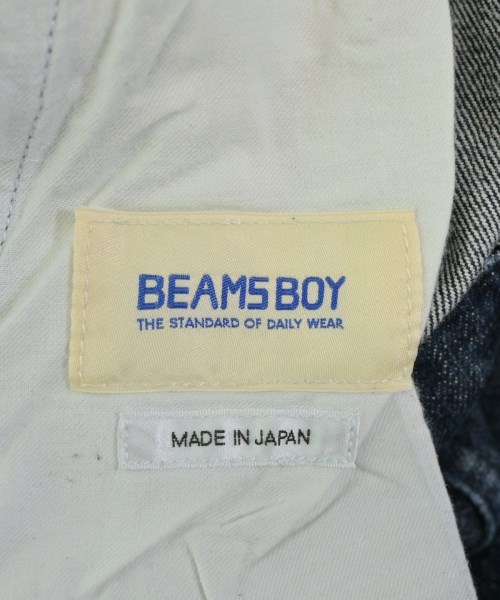 BEAMS BOY
THE STANDARD OF DAILY WEAR
MADE IN JAPAN